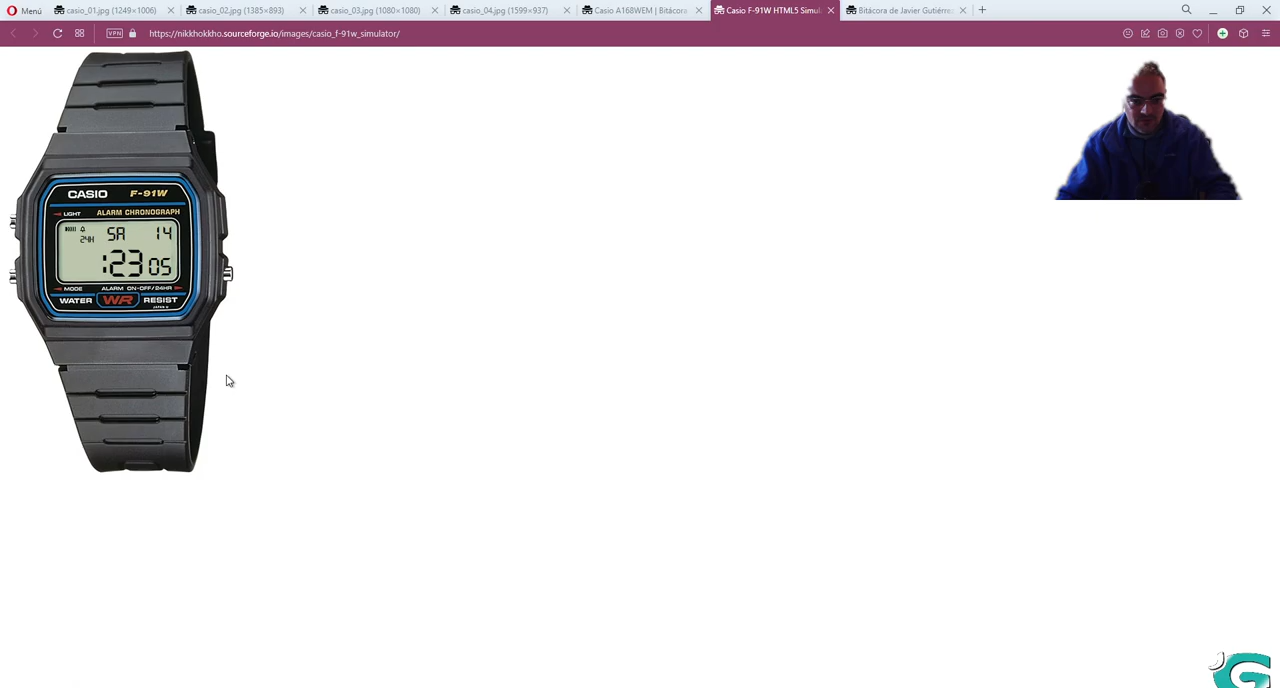 Menú
casio_01.jpg (1249×1006)
casio_02.jpg (1385×893)
casio_03.jpg (1080×1080)
casio_04.jpg (1599×937)
Casio A168WEM | Bitácora
Casio F-91W HTML5 Simul
Bitácora de Javier Gutiérre
VPN
https://nikkhokkho.sourceforge.io/images/casio_f-91w_simulator/
CASIO F-91W
LIGHT ALARM CHRONOGRAPH
SA 14
24H
:23 05
MODE ALARM ON-OFF/24HR
WATER WR RESIST
JG